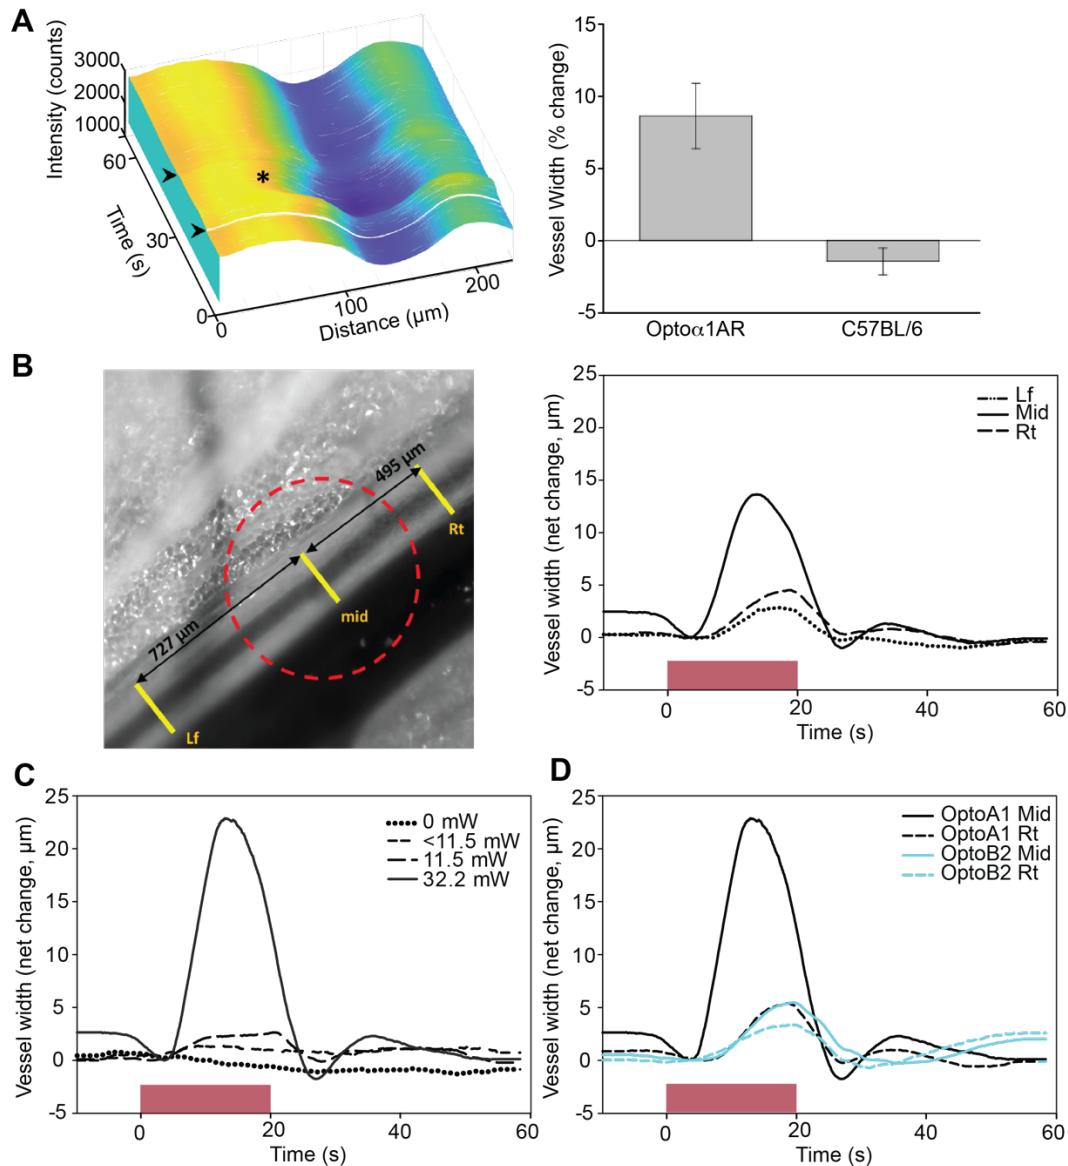 A
Intensity (counts)
3000
2000
1000
60
30
0
Time (s)
*
0
100
200
Distance (µm)
Vessel Width (% change)
15
10
5
0
-5
Optoα1AR
C57BL/6
B
727 µm
495 µm
Lf
mid
Rt
Vessel width (net change, µm)
25
20
15
10
5
0
-5
Lf
Mid
Rt
0
20
40
60
Time (s)
C
Vessel width (net change, µm)
25
20
15
10
5
0
-5
0 mW
<11.5 mW
11.5 mW
32.2 mW
0
20
40
60
Time (s)
D
Vessel width (net change, µm)
25
20
15
10
5
0
-5
OptoA1 Mid
OptoA1 Rt
OptoB2 Mid
OptoB2 Rt
0
20
40
60
Time (s)